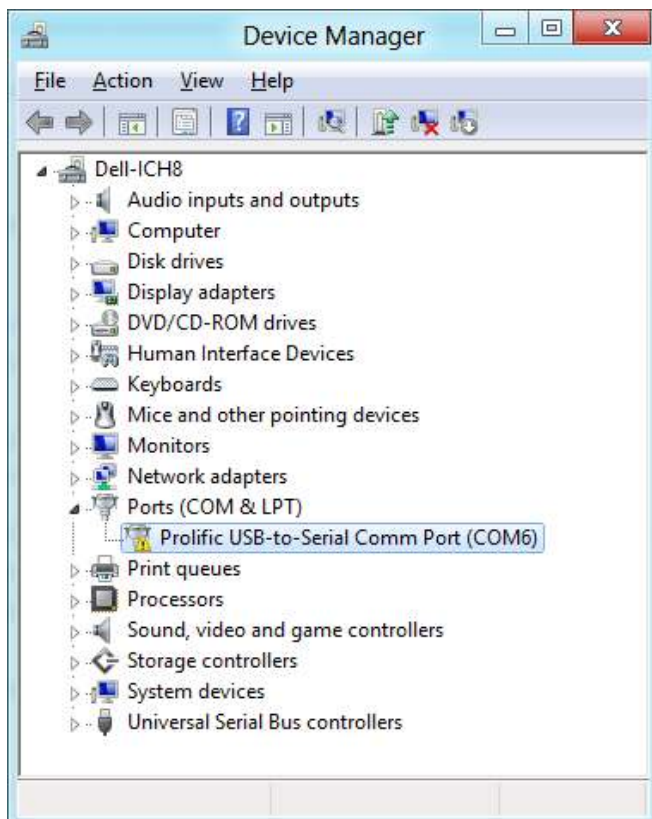 Device Manager
File Action View Help
Dell-ICH8
Audio inputs and outputs
Computer
Disk drives
Display adapters
DVD/CD-ROM drives
Human Interface Devices
Keyboards
Mice and other pointing devices
Monitors
Network adapters
Ports (COM & LPT)
Prolific USB-to-Serial Comm Port (COM6)
Print queues
Processors
Sound, video and game controllers
Storage controllers
System devices
Universal Serial Bus controllers